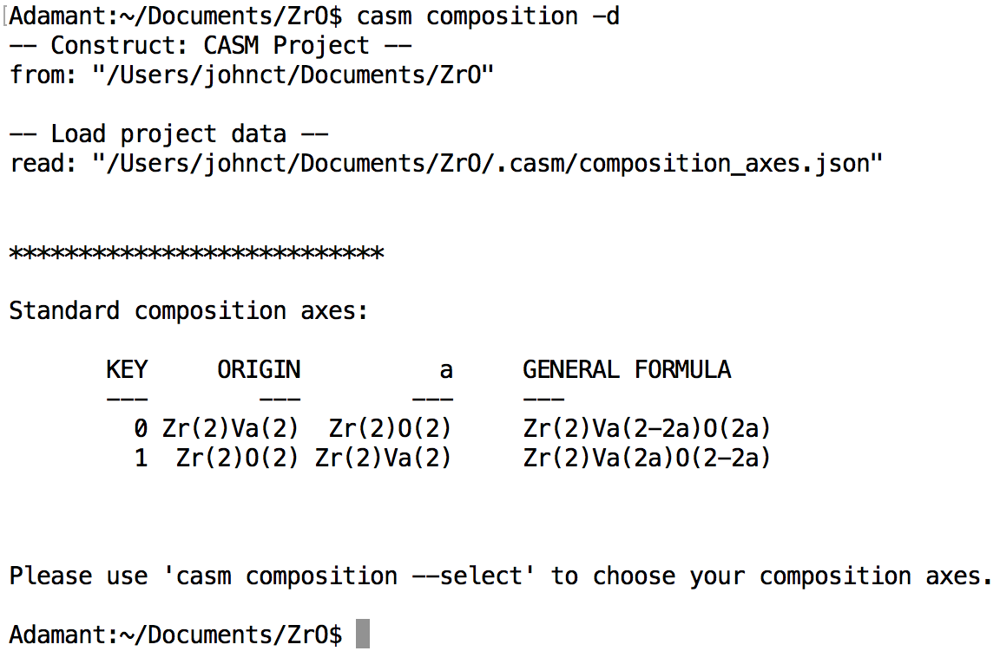 Adamant:~/Documents/ZrO$ casm composition -d
-- Construct: CASM Project --
from: "/Users/johnct/Documents/ZrO"
-- Load project data --
read: "/Users/johnct/Documents/ZrO/.casm/composition_axes.json"
***************************
Standard composition axes:
KEY ORIGIN a GENERAL FORMULA
--- --- --- ---
0 Zr(2)Va(2) Zr(2)O(2) Zr(2)Va(2-2a)O(2a)
1 Zr(2)O(2) Zr(2)Va(2) Zr(2)Va(2a)O(2-2a)
Please use 'casm composition --select' to choose your composition axes.
Adamant:~/Documents/ZrO$